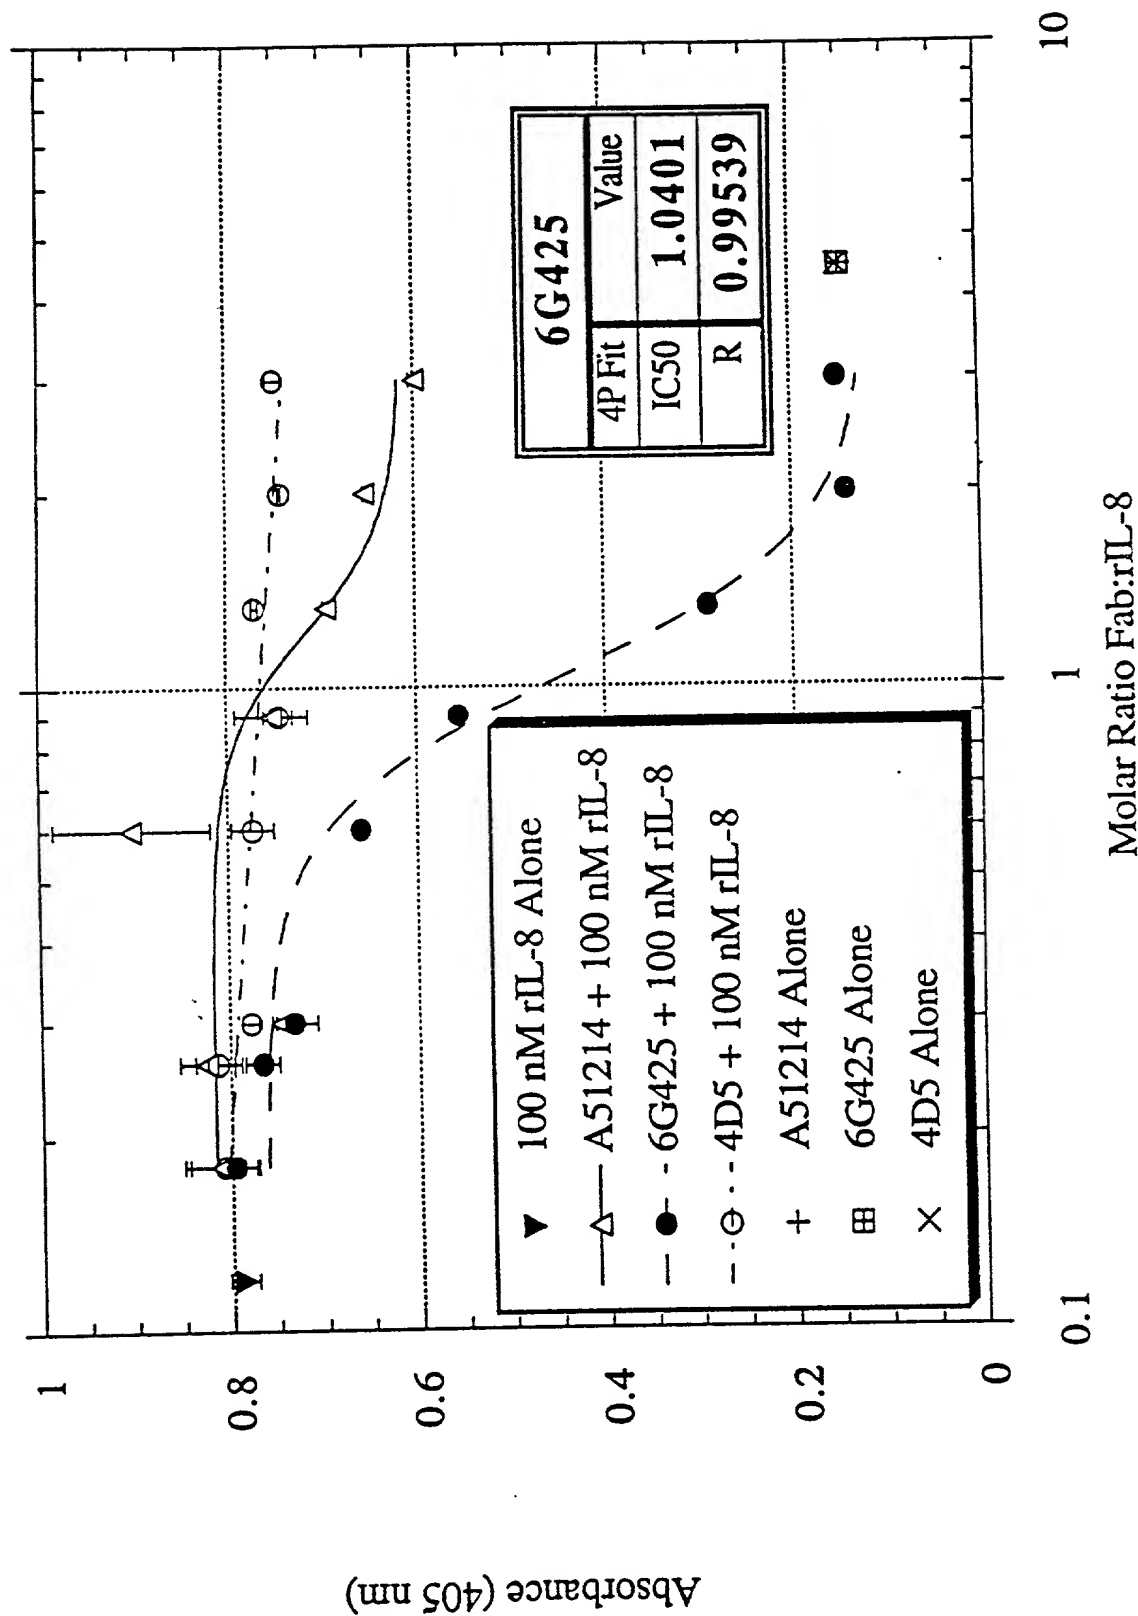 Absorbance (405 nm)
1
0.8
0.6
0.4
0.2
0
0.1
1
10
Molar Ratio Fab:rIL-8
100 nM rIL-8 Alone
A51214 + 100 nM rIL-8
6G425 + 100 nM rIL-8
4D5 + 100 nM rIL-8
A51214 Alone
6G425 Alone
4D5 Alone
6G425
4P Fit Value
IC50 1.0401
R 0.99539